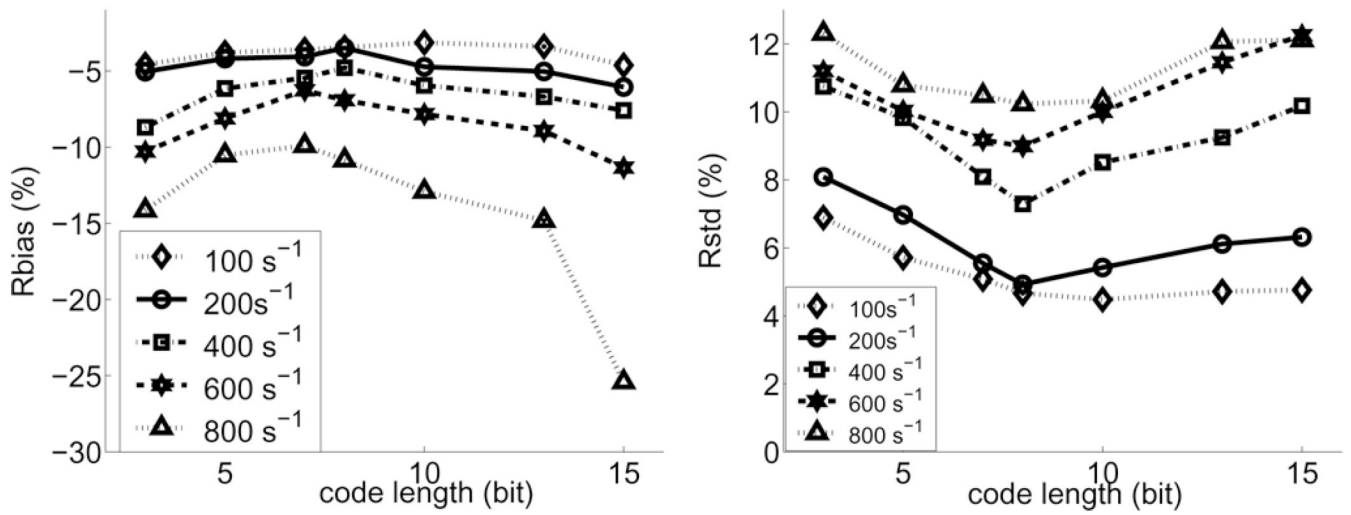 −5
−10
−15
−20
−25
−30
Rbias (%)
100 s⁻¹
200s⁻¹
400 s⁻¹
600 s⁻¹
800 s⁻¹
5
10
15
code length (bit)
12
10
8
6
4
2
0
Rstd (%)
100s⁻¹
200s⁻¹
400 s⁻¹
600 s⁻¹
800 s⁻¹
5
10
15
code length (bit)